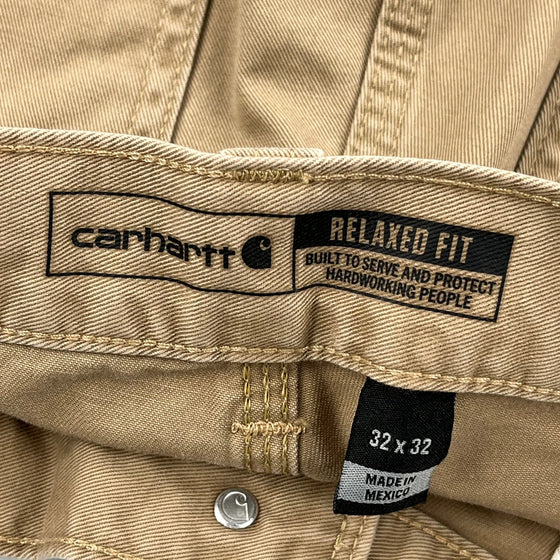 carhartt
RELAXED FIT
BUILT TO SERVE AND PROTECT
HARDWORKING PEOPLE
32 x 32
MADE IN
MEXICO